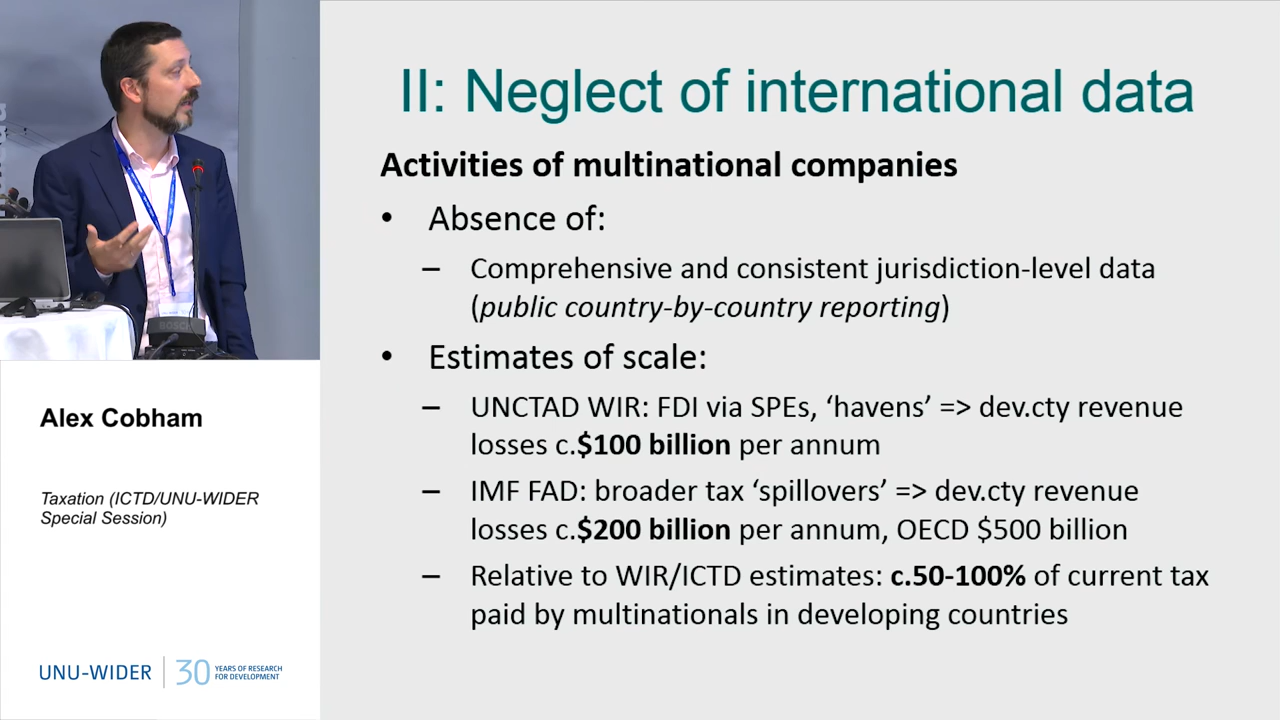 II: Neglect of international data
Activities of multinational companies
• Absence of:
– Comprehensive and consistent jurisdiction-level data
(public country-by-country reporting)
• Estimates of scale:
– UNCTAD WIR: FDI via SPEs, ‘havens’ => dev.cty revenue
losses c.$100 billion per annum
– IMF FAD: broader tax ‘spillovers’ => dev.cty revenue
losses c.$200 billion per annum, OECD $500 billion
– Relative to WIR/ICTD estimates: c.50-100% of current tax
paid by multinationals in developing countries
BOSCH
Alex Cobham
Taxation (ICTD/UNU-WIDER
Special Session)
UNU-WIDER
30 YEARS OF RESEARCH
FOR DEVELOPMENT